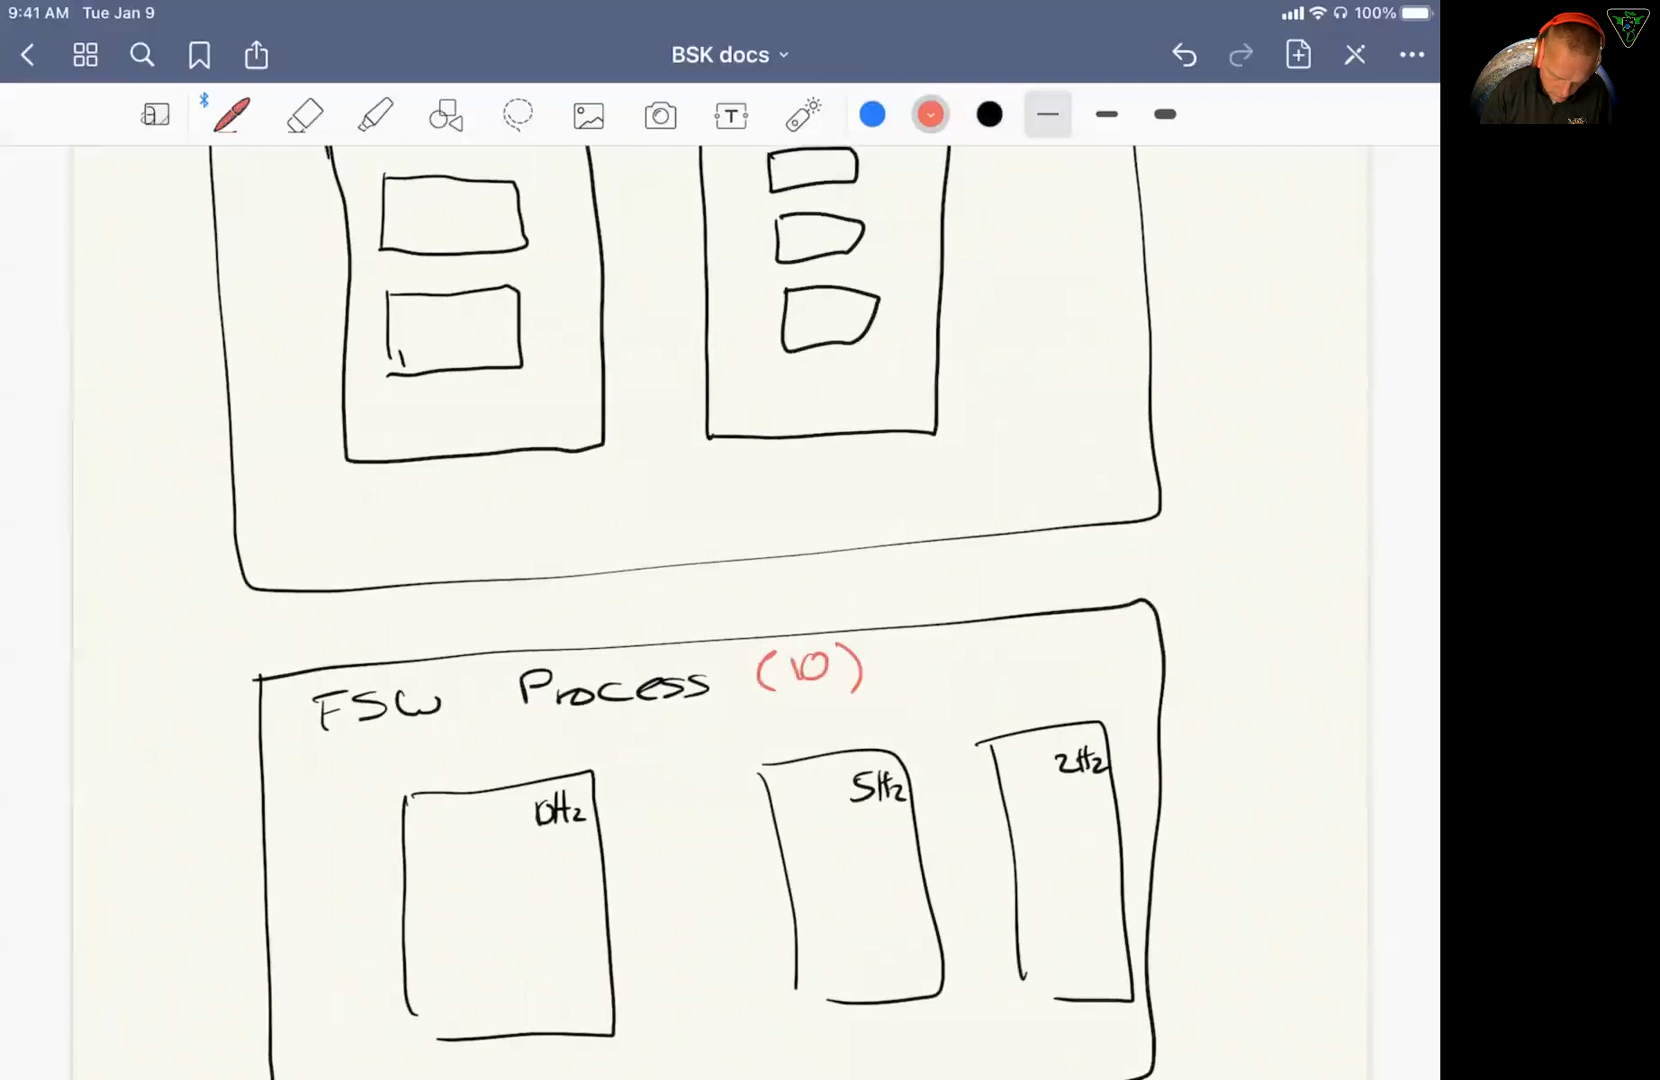 9:41 AM Tue Jan 9
100%
BSK docs
T
FSW Process (10)
10Hz
5Hz
2Hz